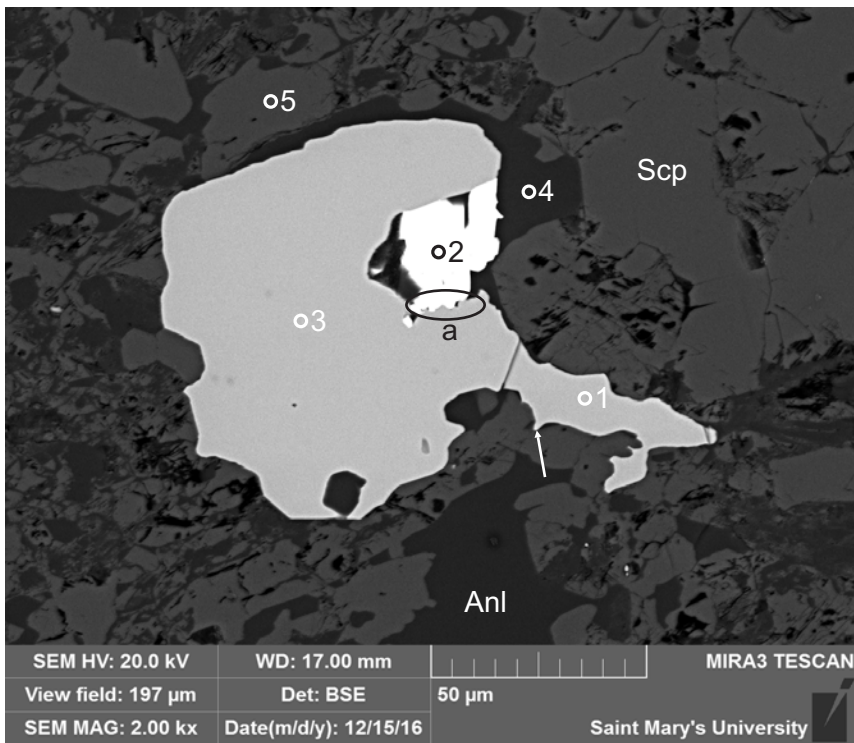 5
Scp
4
2
3
a
1
Anl
SEM HV: 20.0 kV WD: 17.00 mm MIRA3 TESCAN
View field: 197 µm Det: BSE 50 µm
SEM MAG: 2.00 kx Date(m/d/y): 12/15/16 Saint Mary's University